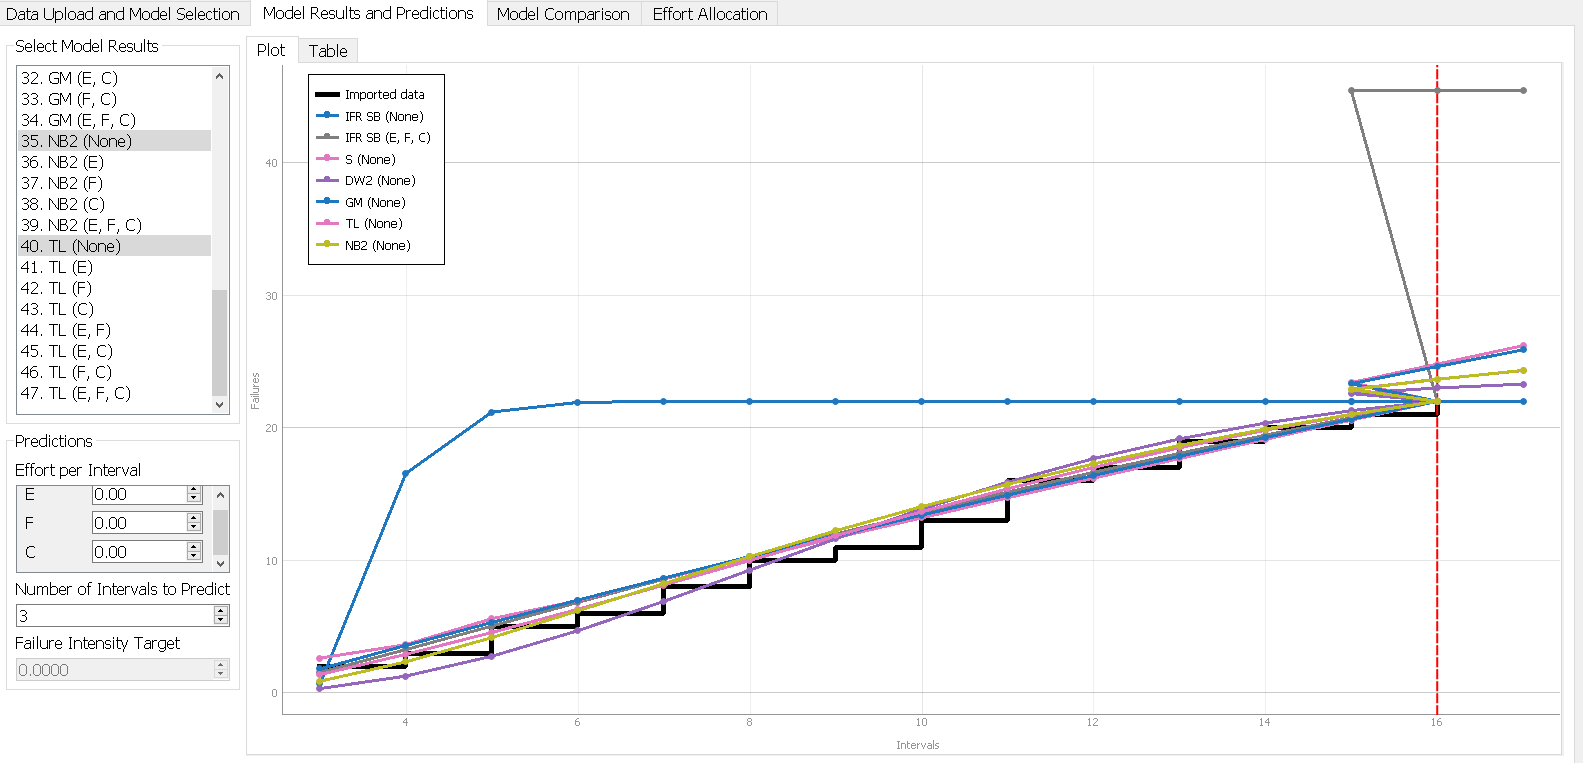 Data Upload and Model Selection
Model Results and Predictions
Model Comparison
Effort Allocation
Select Model Results
32. GM (E, C)
33. GM (F, C)
34. GM (E, F, C)
35. NB2 (None)
36. NB2 (E)
37. NB2 (F)
38. NB2 (C)
39. NB2 (E, F, C)
40. TL (None)
41. TL (E)
42. TL (F)
43. TL (C)
44. TL (E, F)
45. TL (E, C)
46. TL (F, C)
47. TL (E, F, C)
Predictions
Effort per Interval
E 0.00
F 0.00
C 0.00
Number of Intervals to Predict
3
Failure Intensity Target
0.0000
Plot
Table
Imported data
IFR SB (None)
IFR SB (E, F, C)
S (None)
DW2 (None)
GM (None)
TL (None)
NB2 (None)
Failures
40
30
20
10
0
4 6 8 10 12 14 16
Intervals